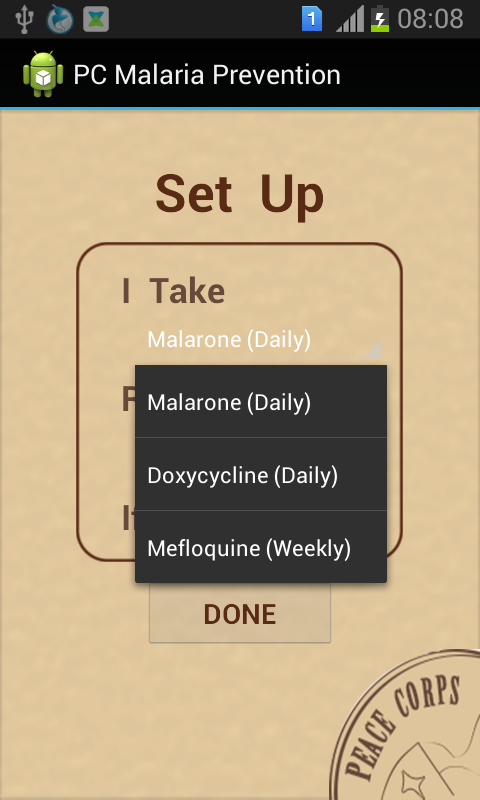 1 08:08
PC Malaria Prevention
Set Up
I Take
Malarone (Daily)
Malarone (Daily)
Doxycycline (Daily)
Mefloquine (Weekly)
DONE
PEACE CORPS